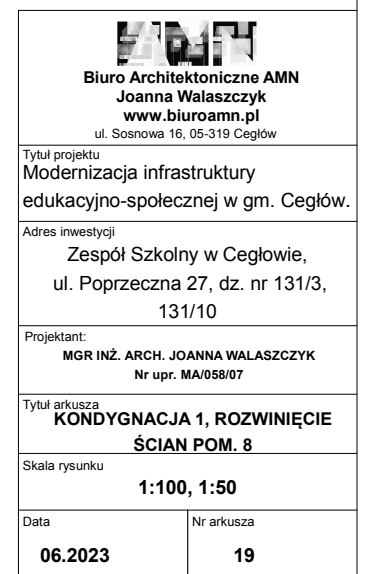 AMN
Biuro Architektoniczne AMN
Joanna Walaszczyk
www.biuroamn.pl
ul. Sosnowa 16, 05-319 Cegłów
Tytuł projektu
Modernizacja infrastruktury
edukacyjno-społecznej w gm. Cegłów.
Adres inwestycji
Zespół Szkolny w Cegłowie,
ul. Poprzeczna 27, dz. nr 131/3,
131/10
Projektant:
MGR INŻ. ARCH. JOANNA WALASZCZYK
Nr upr. MA/058/07
Tytuł arkusza
KONDYGNACJA 1, ROZWINIĘCIE
ŚCIAN POM. 8
Skala rysunku
1:100, 1:50
Data
Nr arkusza
06.2023
19